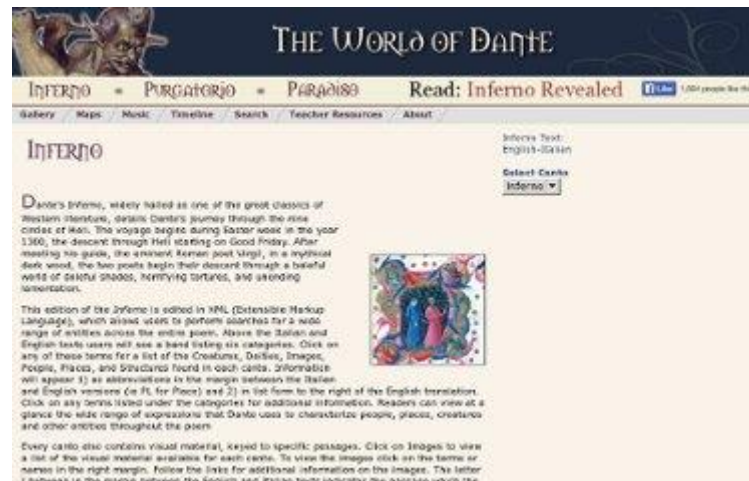 THE WORLD OF DANTE
INFERNO PURGATORIO PARADISO Read: Inferno Revealed Like
Gallery / Maps / Music / Timeline / Search / Teacher Resources / About
INFERNO
Inferno Text:
English-Italian
Select Canto
Inferno
Dante's Inferno, widely hailed as one of the great classics of
Western literature, details Dante's journey through the nine
circles of Hell. The voyage begins during Easter week in the year
1300, the descent through Hell starting on Good Friday. After
meeting his guide, the eminent Roman poet Virgil, in a mythical
dark wood, the two poets begin their descent through a baleful
world of doleful shades, horrifying tortures, and unending
lamentation.
This edition of the Inferno is edited in XML (Extensible Markup
Language), which allows users to perform searches for a wide
range of entities across the entire poem. Above the Italian and
English texts users will see a band listing six categories. Click on
any of these terms for a list of the Creatures, Deities, Images,
People, Places, and Structures found in each canto. Information
will appear 1) as abbreviations in the margin between the Italian
and English versions (ie PL for Place) and 2) in list form to the right of the English translation.
Click on any terms listed under the categories for additional information. Readers can view at a
glance the wide range of expressions that Dante uses to characterize people, places, creatures
and other entities throughout the poem
Every canto also contains visual material, keyed to specific passages. Click on Images to view
a list of the visual material available for each canto. To view the images click on the terms or
names in the right margin. Follow the links for additional information on the images. The letter